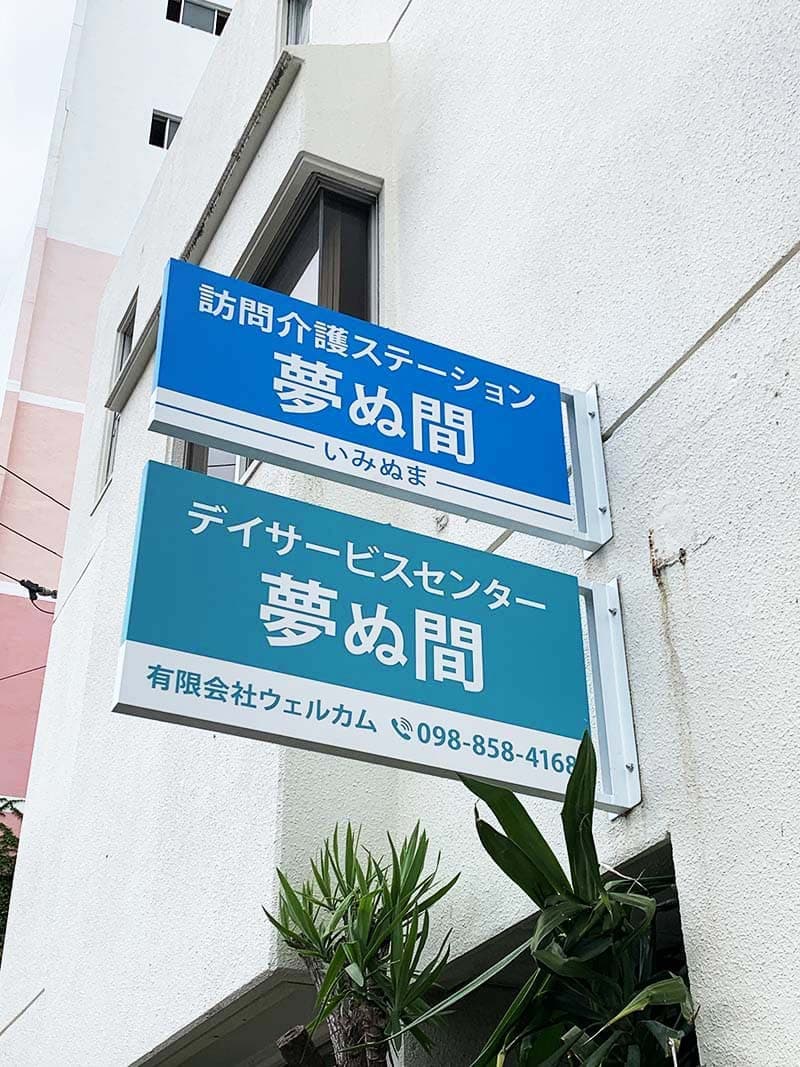 訪問介護ステーション
夢ぬ間
いみぬま
デイサービスセンター
夢ぬ間
有限会社ウェルカム 098-858-4168